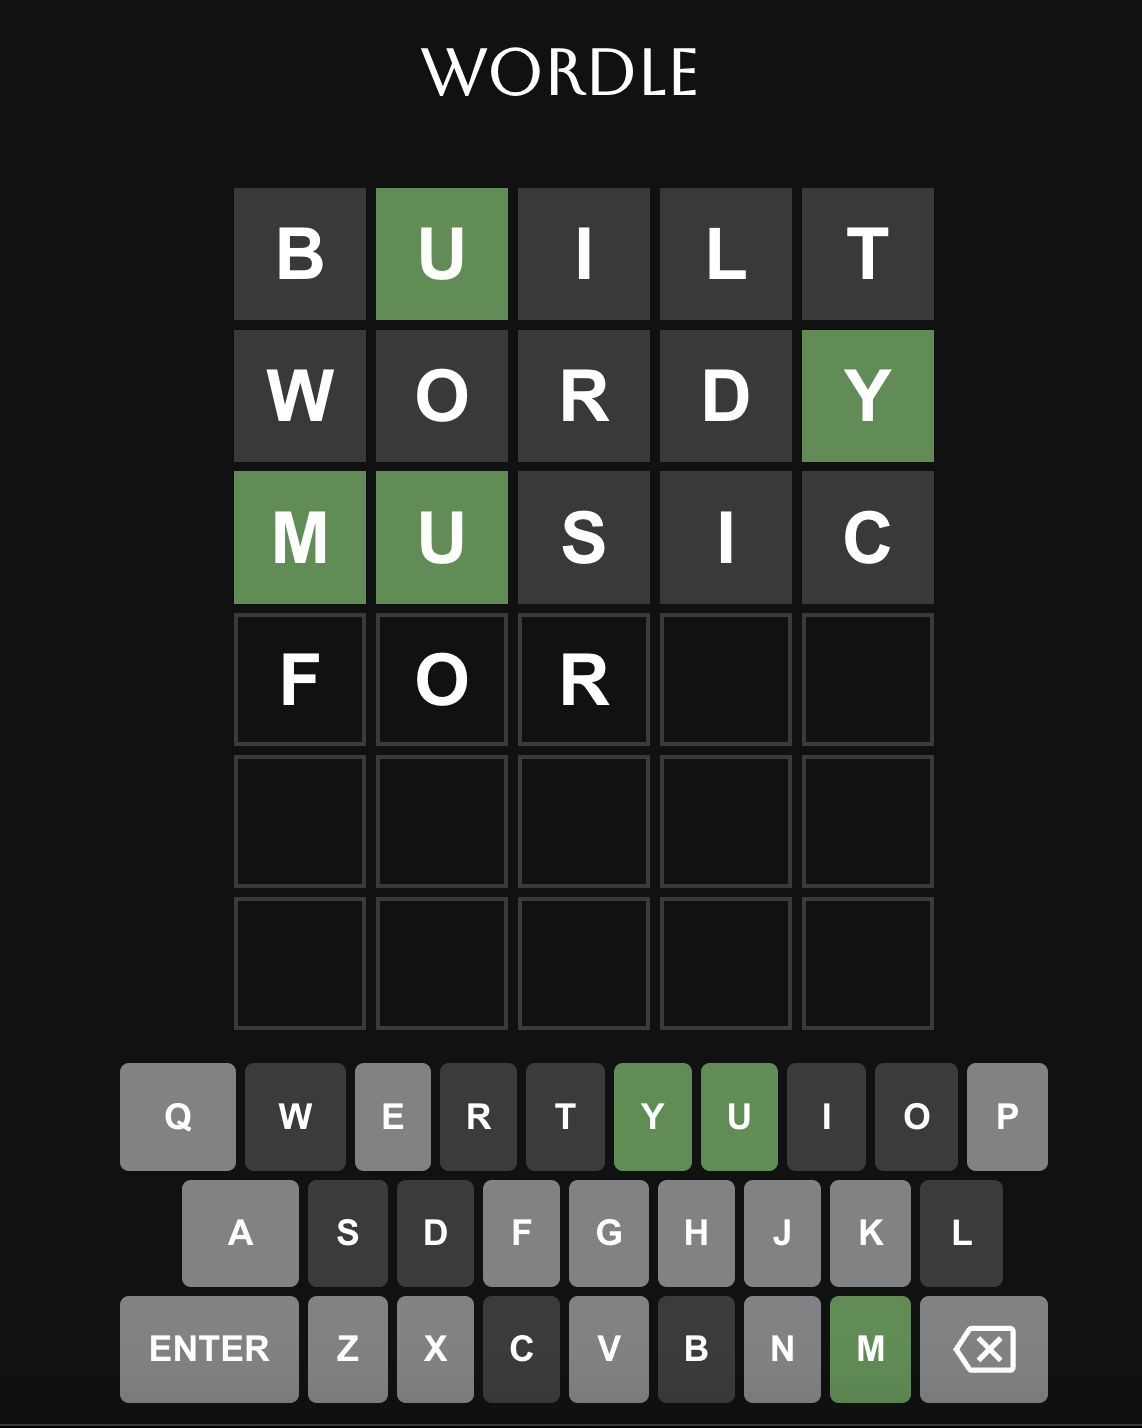 WORDLE
B U I L T
W O R D Y
M U S I C
F O R
Q W E R T Y U I O P
A S D F G H J K L
ENTER Z X C V B N M